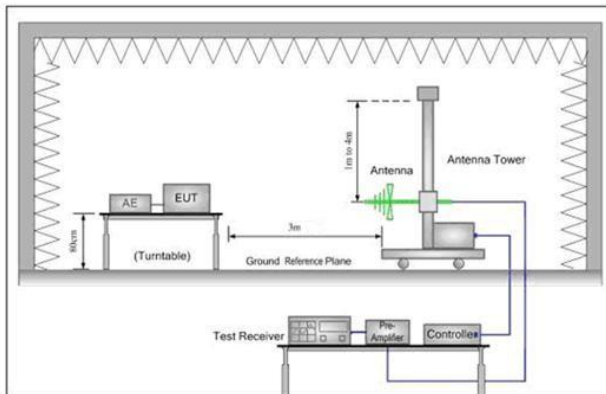 1m to 4m
Antenna
Antenna Tower
AE
EUT
80cm
(Turntable)
3m
Ground Reference Plane
Test Receiver
Pre-
Amplifier
Controller